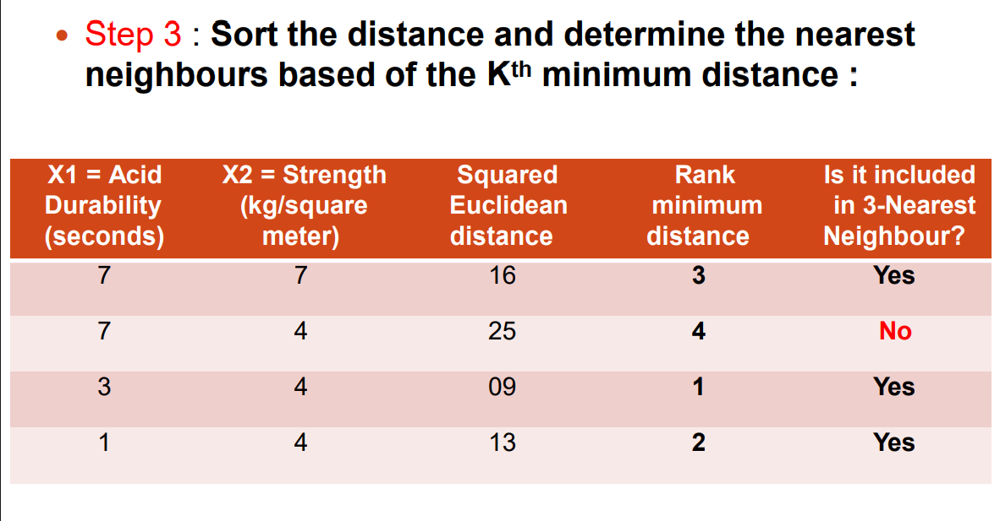 • Step 3 : Sort the distance and determine the nearest
neighbours based of the Kth minimum distance :
X1 = Acid Durability (seconds) X2 = Strength (kg/square meter) Squared Euclidean distance Rank minimum distance Is it included in 3-Nearest Neighbour?
7 7 16 3 Yes
7 4 25 4 No
3 4 09 1 Yes
1 4 13 2 Yes